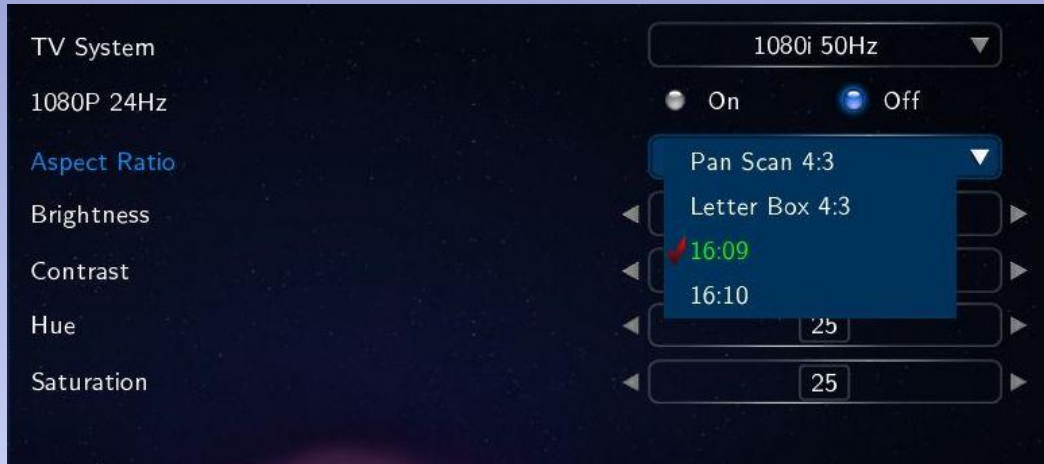 TV System 1080i 50Hz
1080P 24Hz On Off
Aspect Ratio Pan Scan 4:3
Letter Box 4:3
Brightness
16:09
Contrast
16:10
Hue 25
Saturation 25